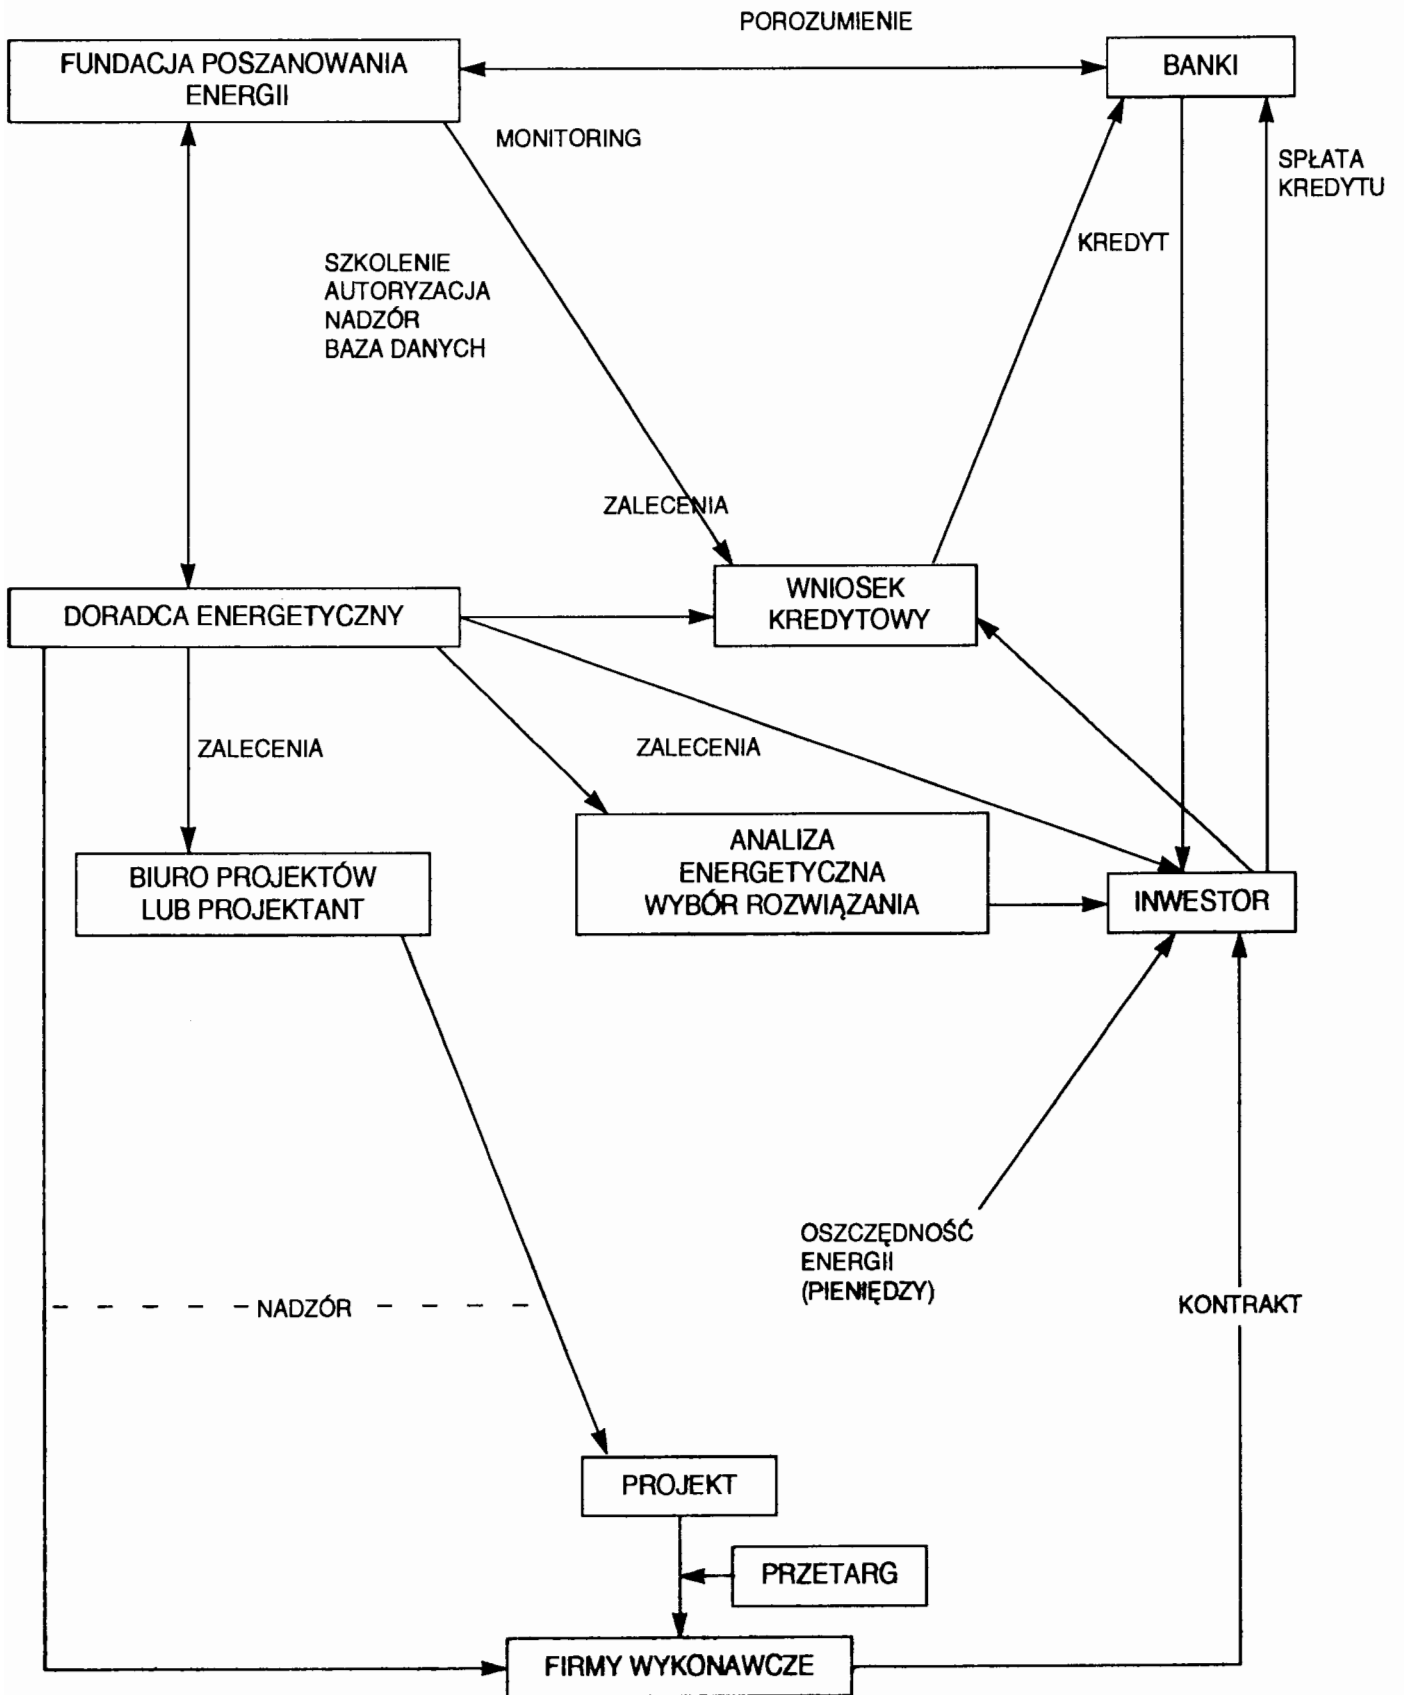 POROZUMIENIE
FUNDACJA POSZANOWANIA
ENERGII
BANKI
MONITORING
SPŁATA
KREDYTU
KREDYT
SZKOLENIE
AUTORYZACJA
NADZÓR
BAZA DANYCH
ZALECENIA
WNIOSEK
KREDYTOWY
DORADCA ENERGETYCZNY
ZALECENIA
ZALECENIA
ANALIZA
ENERGETYCZNA
WYBÓR ROZWIĄZANIA
BIURO PROJEKTÓW
LUB PROJEKTANT
INWESTOR
OSZCZĘDNOŚĆ
ENERGII
(PIENIĘDZY)
NADZÓR
KONTRAKT
PROJEKT
PRZETARG
FIRMY WYKONAWCZE